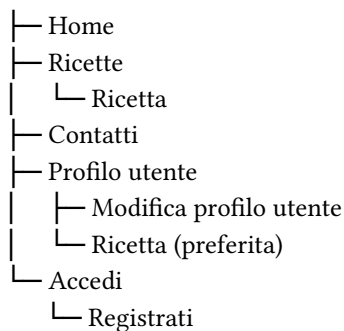 Home
Ricette
Ricetta
Contatti
Profilo utente
Modifica profilo utente
Ricetta (preferita)
Accedi
Registrati